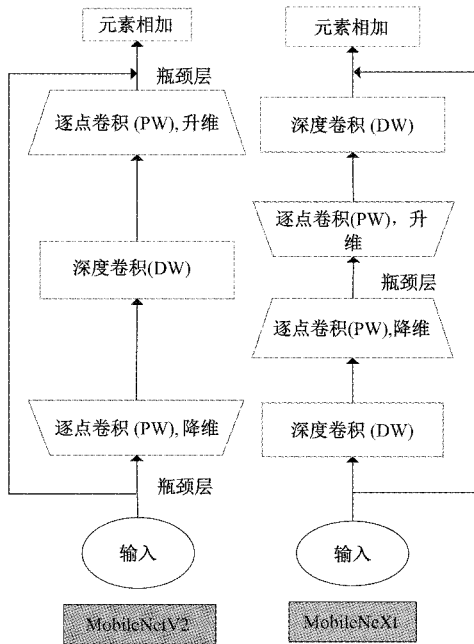 元素相加
瓶颈层
逐点卷积 (PW), 升维
深度卷积(DW)
逐点卷积 (PW), 降维
瓶颈层
输入
MobileNetV2
元素相加
深度卷积 (DW)
逐点卷积(PW)，升
维
瓶颈层
逐点卷积(PW),降维
深度卷积 (DW)
输入
MobileNeXt